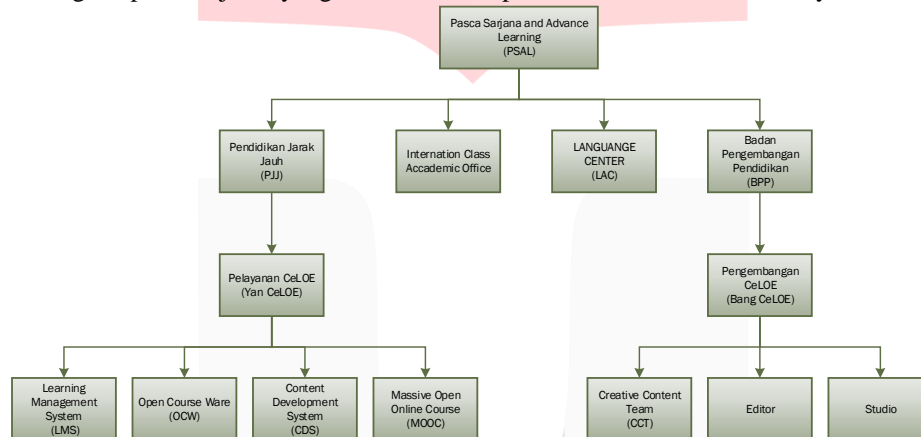 Pasca Sarjana and Advance
Learning
(PSAL)
Pendidikan Jarak
Jauh
(PJJ)
Internation Class
Accademic Office
LANGUANGE
CENTER
(LAC)
Badan
Pengembangan
Pendidikan
(BPP)
Pelayanan CeLOE
(Yan CeLOE)
Pengembangan
CeLOE
(Bang CeLOE)
Learning
Management
System
(LMS)
Open Course Ware
(OCW)
Content
Development
System
(CDS)
Massive Open
Online Course
(MOOC)
Creative Content
Team
(CCT)
Editor
Studio